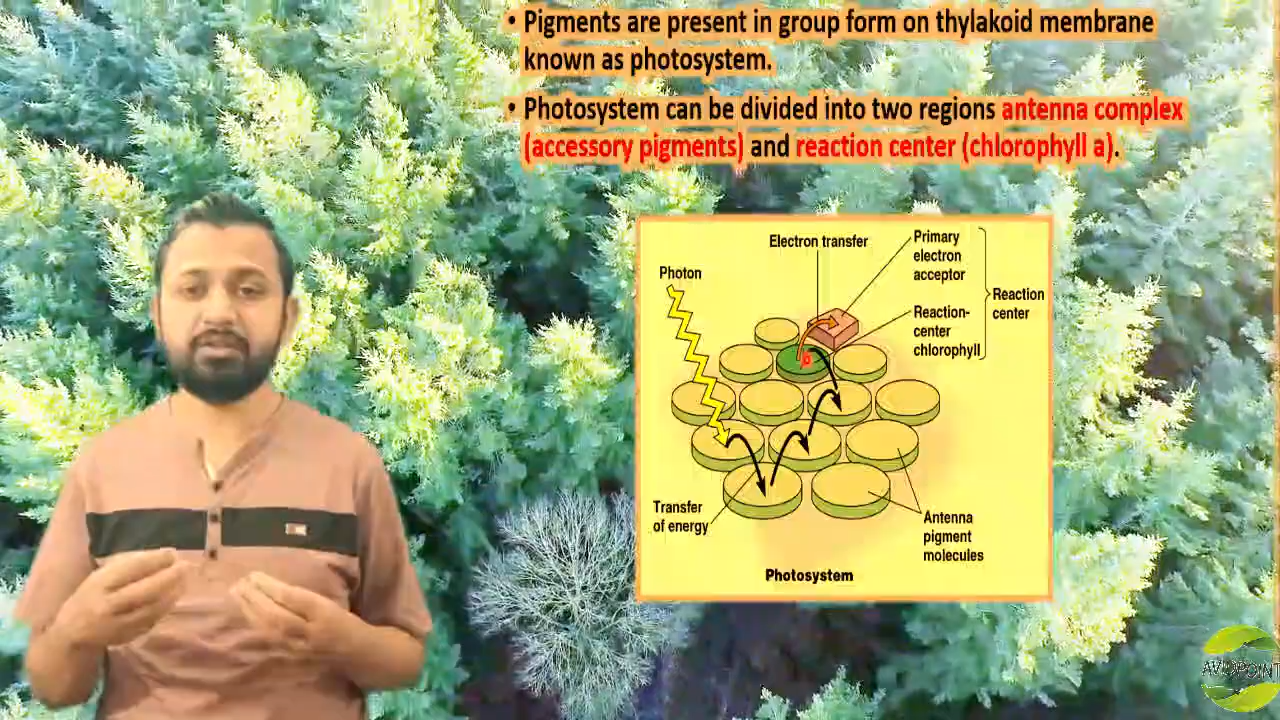 • Pigments are present in group form on thylakoid membrane
known as photosystem.
• Photosystem can be divided into two regions antenna complex
(accessory pigments) and reaction center (chlorophyll a).
Electron transfer
Primary
electron
acceptor
Photon
Reaction
center
Reaction-
center
chlorophyll
Transfer
of energy
Antenna
pigment
molecules
Photosystem